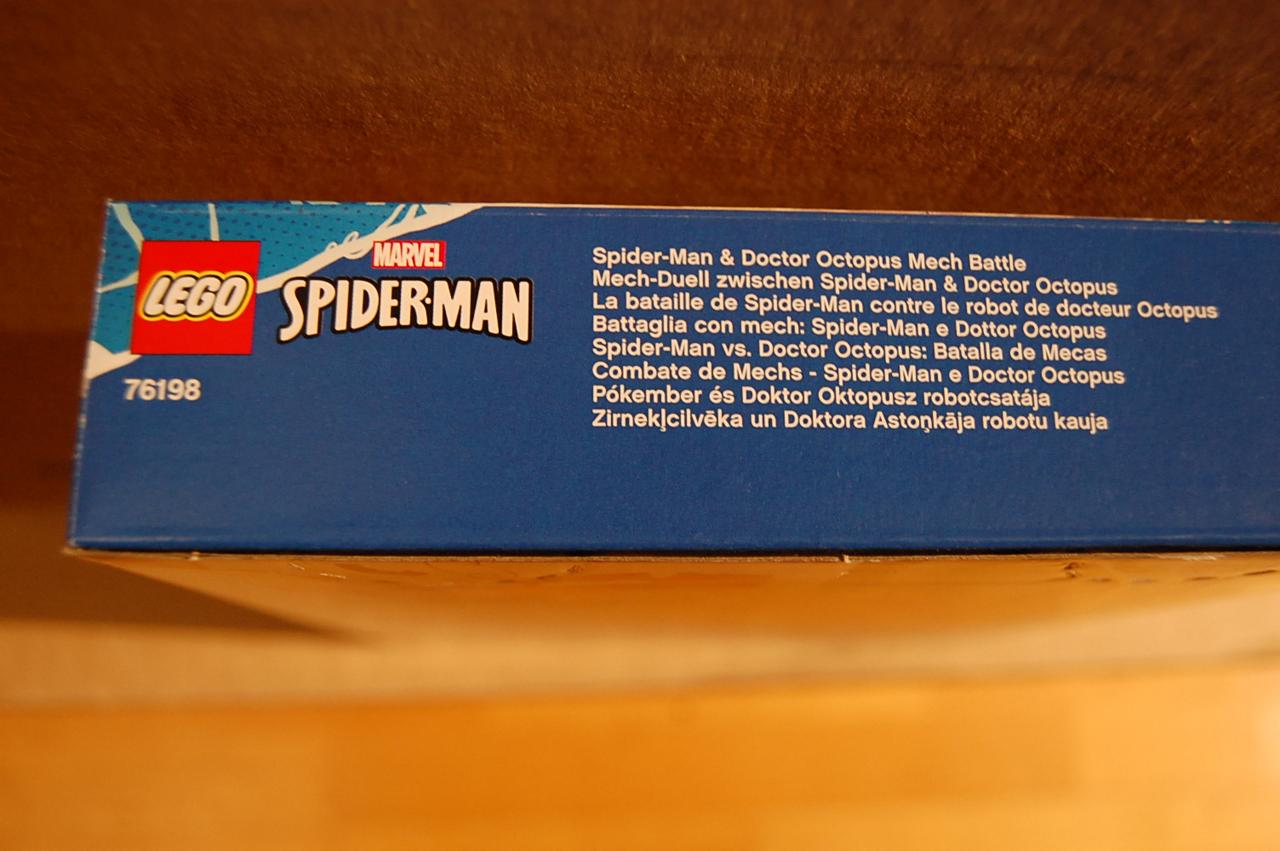 LEGO
MARVEL
SPIDER-MAN
76198
Spider-Man & Doctor Octopus Mech Battle
Mech-Duell zwischen Spider-Man & Doctor Octopus
La bataille de Spider-Man contre le robot de docteur Octopus
Battaglia con mech: Spider-Man e Dottor Octopus
Spider-Man vs. Doctor Octopus: Batalla de Mecas
Combate de Mechs - Spider-Man e Doctor Octopus
Pókember és Doktor Oktopusz robotcsatája
Zirnekļcilvēka un Doktora Astoņkāja robotu kauja